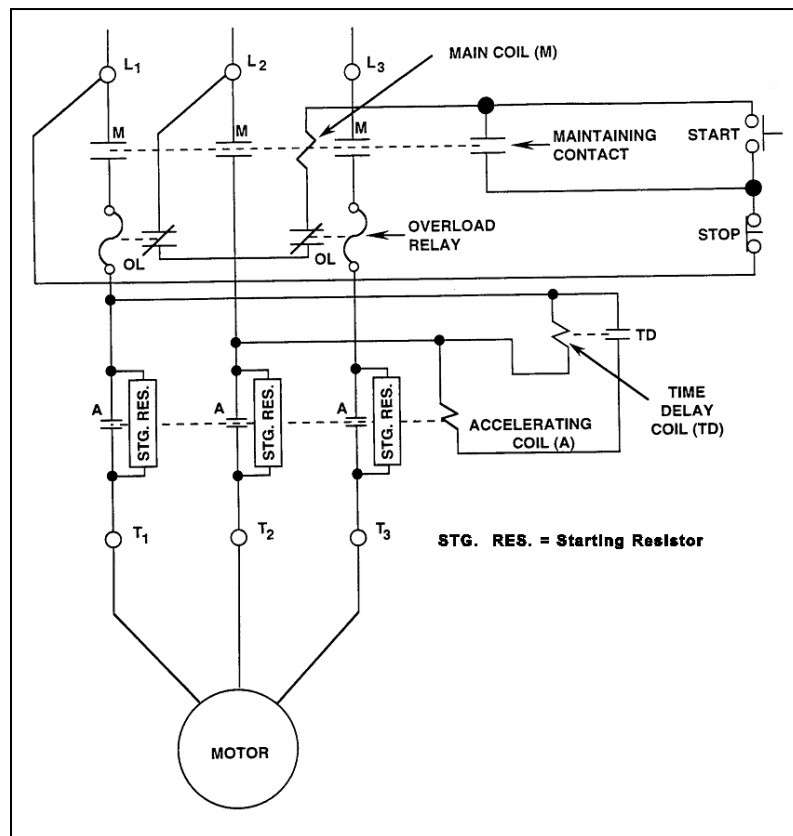 L1
L2
L3
MAIN COIL (M)
M
M
M
MAINTAINING
CONTACT
START
OVERLOAD
RELAY
STOP
OL
OL
TD
TIME
DELAY
COIL (TD)
A
STG. RES.
A
STG. RES.
A
STG. RES.
ACCELERATING
COIL (A)
T1
T2
T3
STG. RES. = Starting Resistor
MOTOR